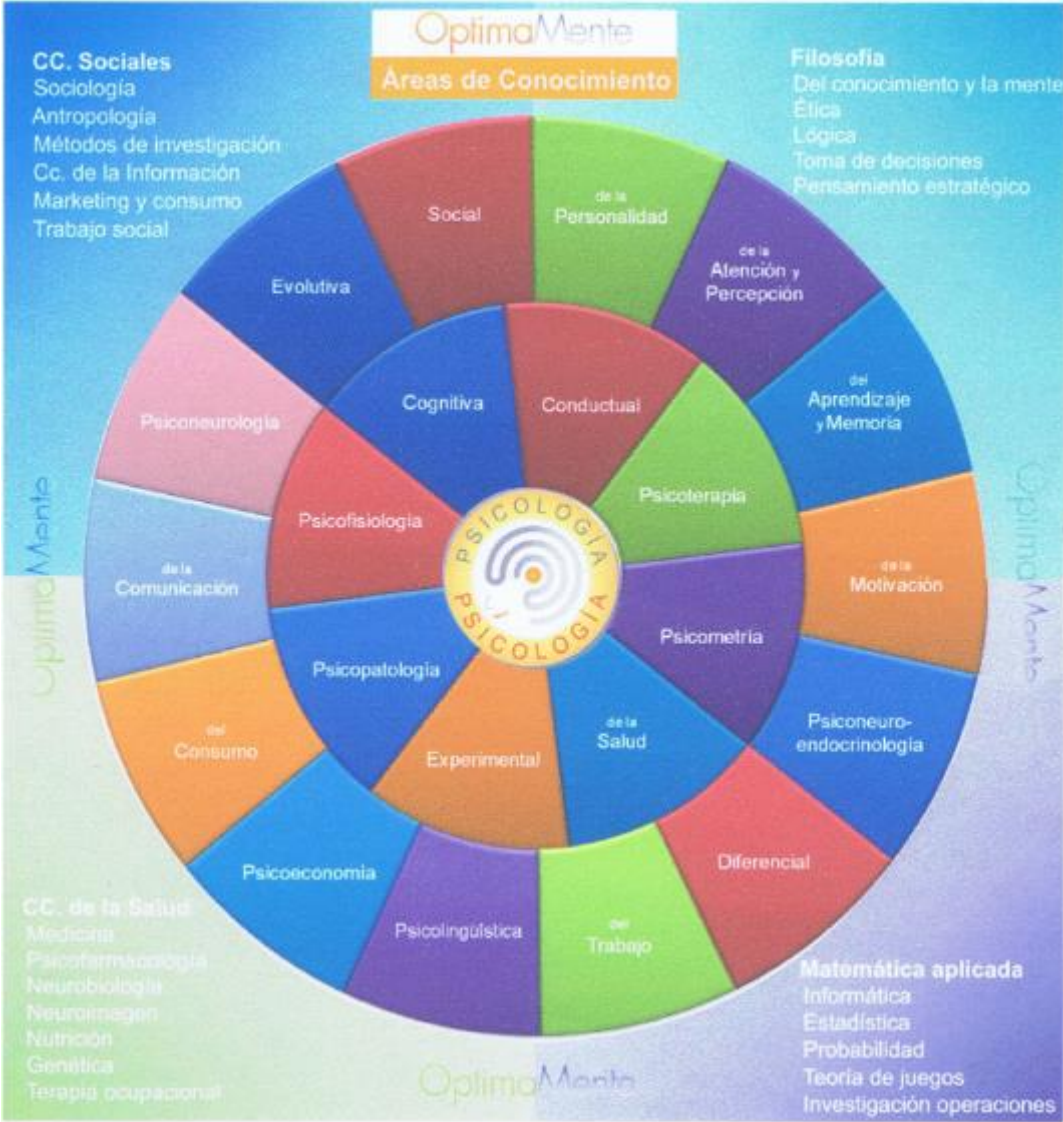 OptimaMente
Áreas de Conocimiento
CC. Sociales
Sociología
Antropología
Métodos de investigación
Cc. de la Información
Marketing y consumo
Trabajo social
Filosofía
Del conocimiento y la mente
Ética
Lógica
Toma de decisiones
Pensamiento estratégico
Social
de la
Personalidad
de la
Atención y
Percepción
del
Aprendizaje
y Memoria
de la
Motivación
Psiconeuro-
endocrinología
Diferencial
del
Trabajo
Psicolingüística
Psicoeconomía
del
Consumo
de la
Comunicación
Psiconeurología
Evolutiva
Cognitiva
Conductual
Psicoterapia
Psicometría
de la
Salud
Experimental
Psicopatología
Psicofisiología
PSICOLOGÍA
PSICOLOGÍA
OptimaMente
OptimaMente
CC. de la Salud
Medicina
Psicofarmacología
Neurobiología
Neuroimagen
Nutrición
Genética
Terapia ocupacional
Matemática aplicada
Informática
Estadística
Probabilidad
Teoría de juegos
Investigación operaciones
OptimaMente